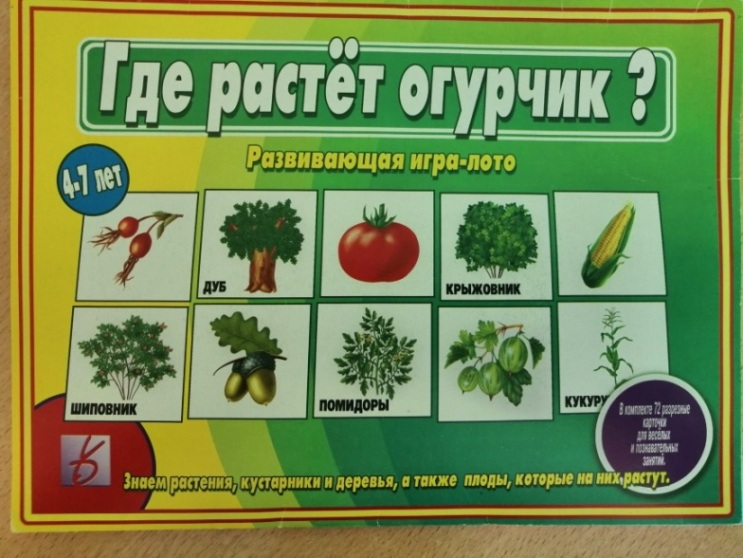 Где растёт огурчик ?
Развивающая игра-лото
4-7 лет
ДУБ
КРЫЖОВНИК
ШИПОВНИК
ПОМИДОРЫ
КУКУРУ
В комплекте 72 разрезные
карточки
для весёлых
и познавательных
занятий.
Знаем растения, кустарники и деревья, а также плоды, которые на них растут.